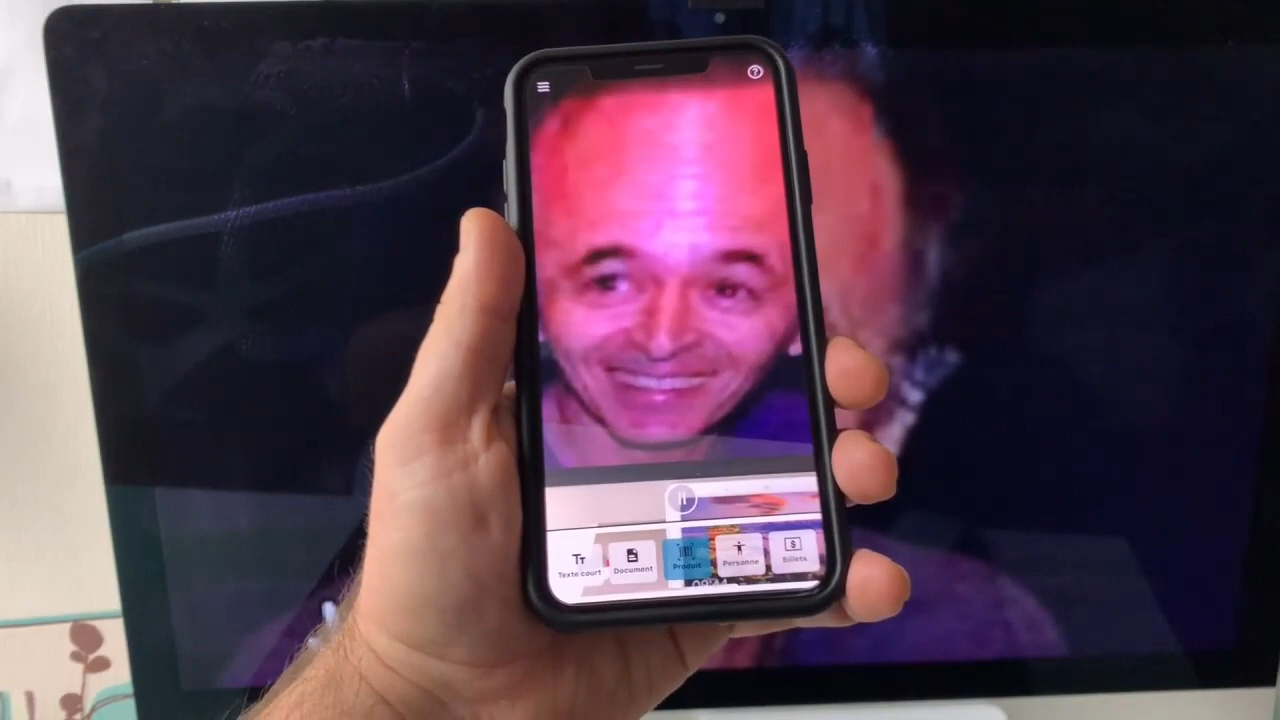 Texte court
Document
Produit
Personne
Billets